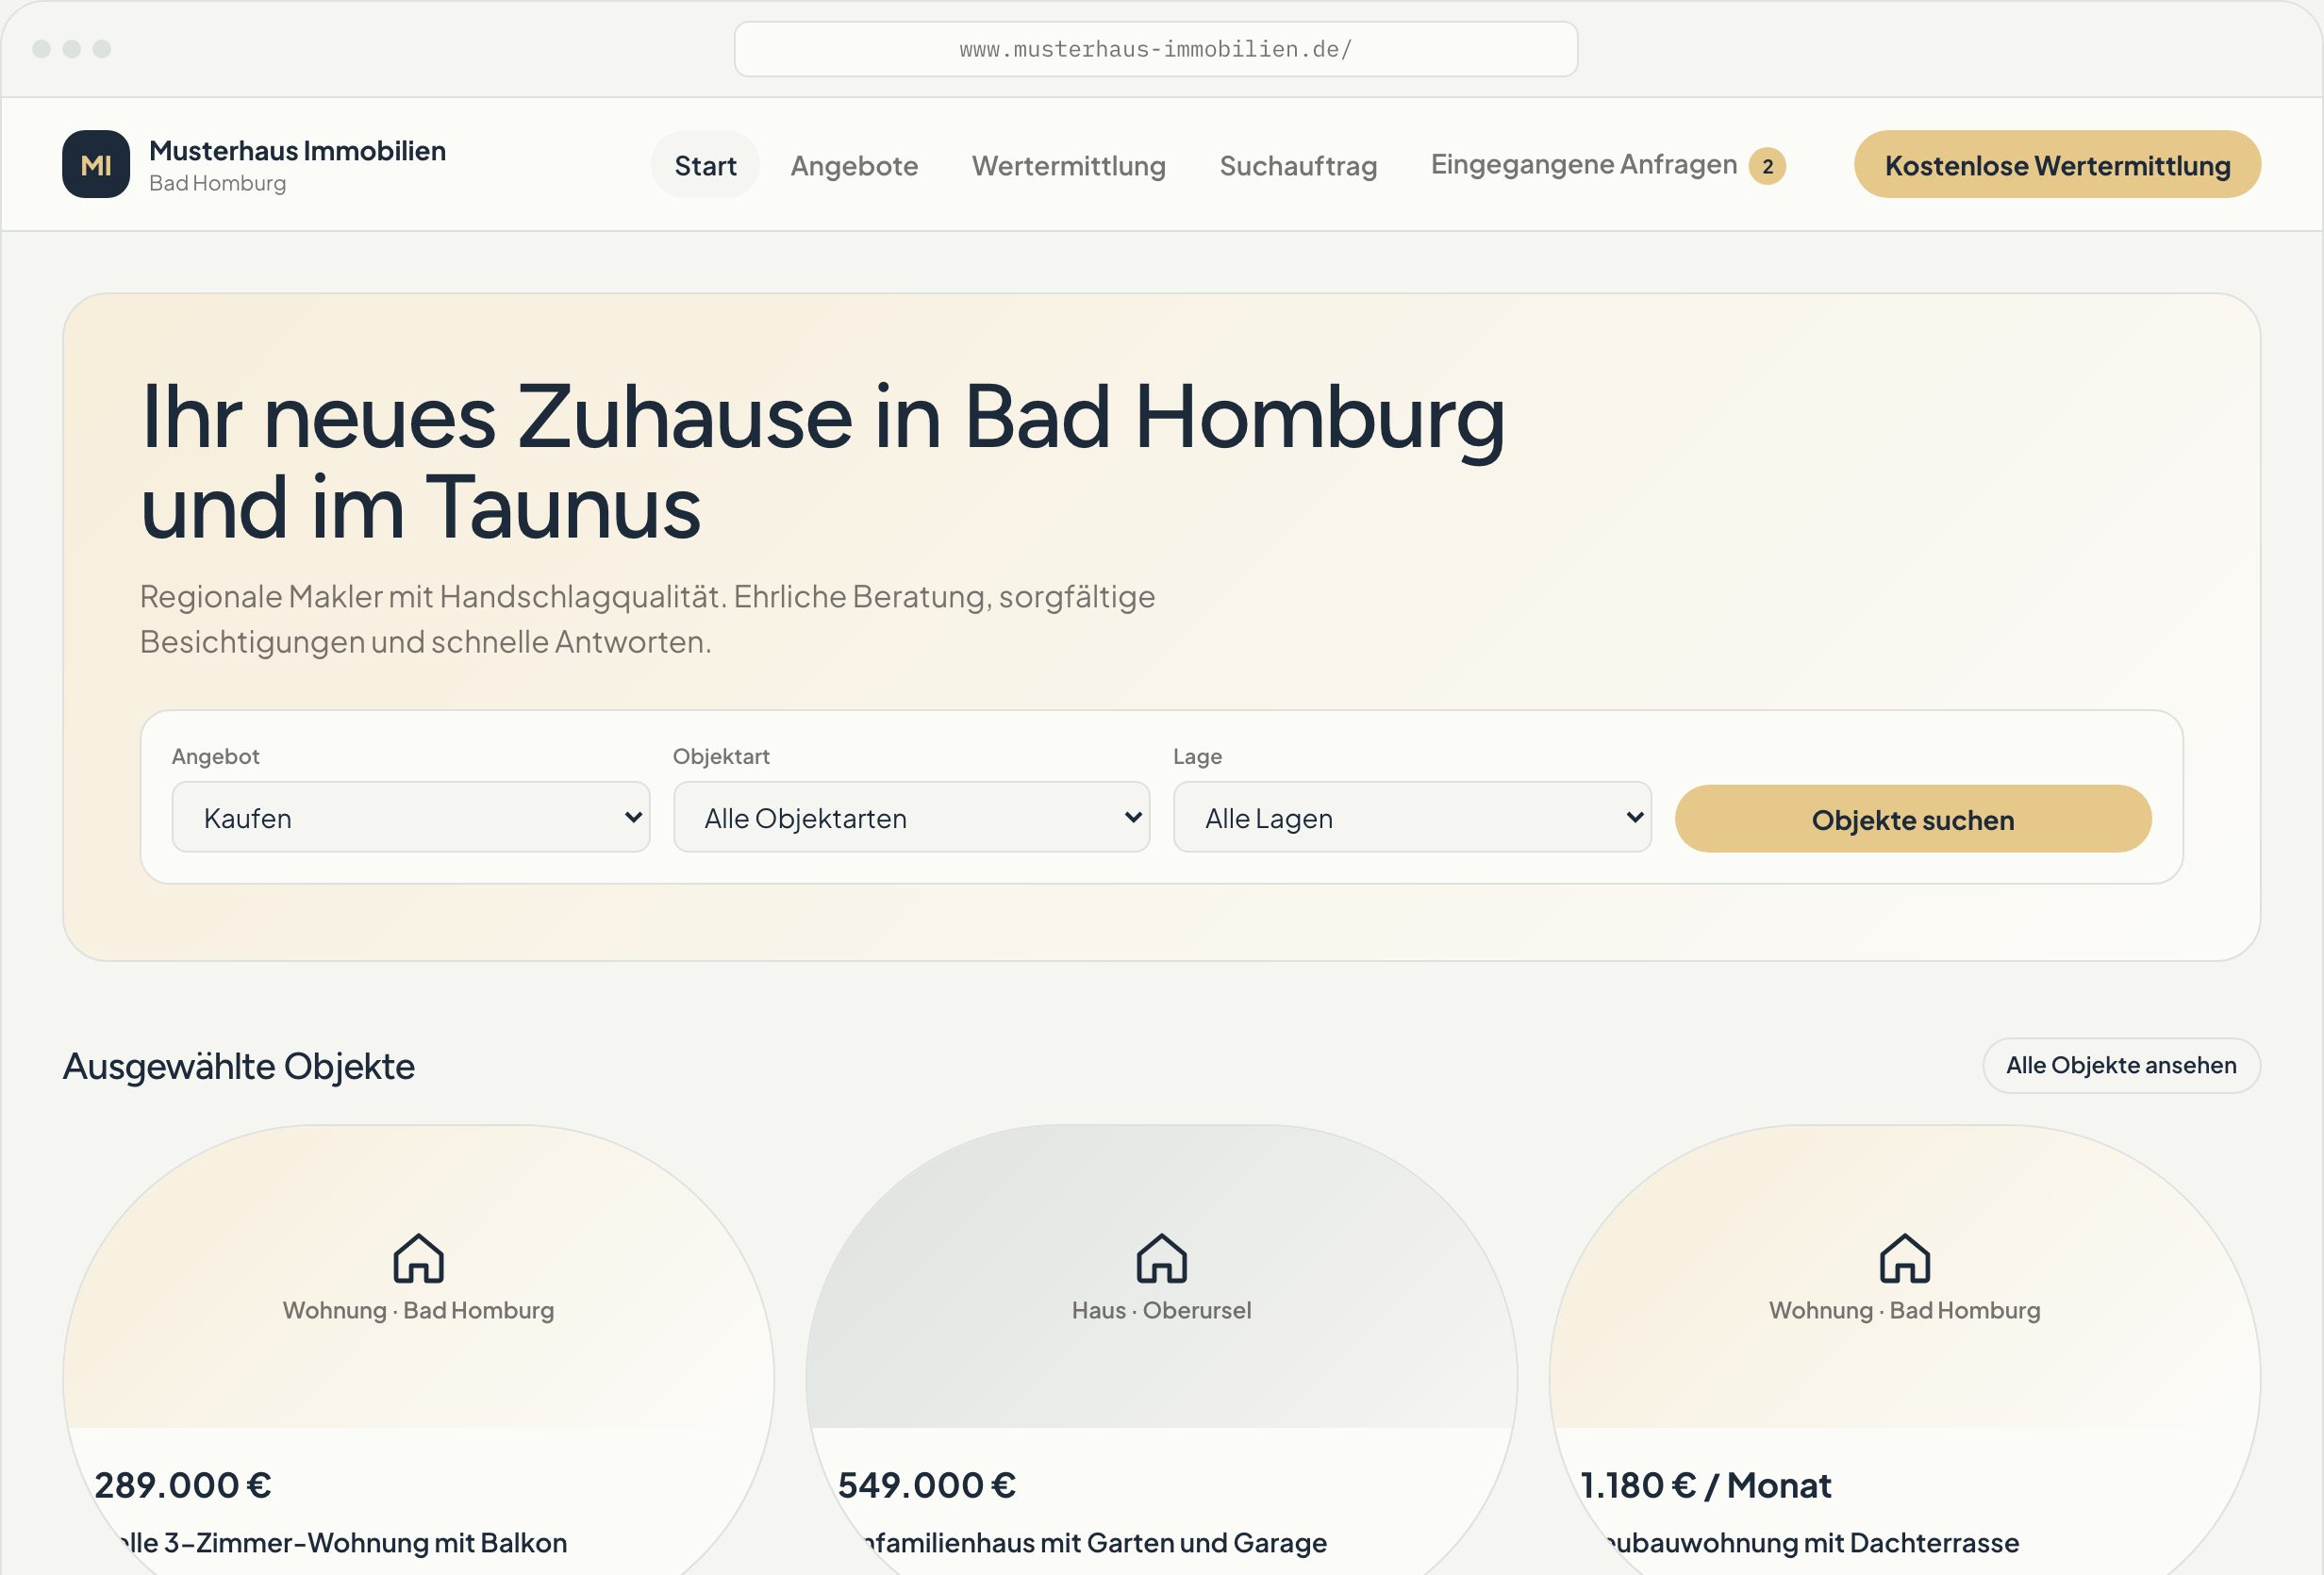 www.musterhaus-immobilien.de/
MI
Musterhaus Immobilien
Bad Homburg
Start
Angebote
Wertermittlung
Suchauftrag
Eingegangene Anfragen 2
Kostenlose Wertermittlung
Ihr neues Zuhause in Bad Homburg
und im Taunus
Regionale Makler mit Handschlagqualität. Ehrliche Beratung, sorgfältige
Besichtigungen und schnelle Antworten.
Angebot
Kaufen
Objektart
Alle Objektarten
Lage
Alle Lagen
Objekte suchen
Ausgewählte Objekte
Alle Objekte ansehen
Wohnung · Bad Homburg
Haus · Oberursel
Wohnung · Bad Homburg
289.000 €
549.000 €
1.180 € / Monat
3-Zimmer-Wohnung mit Balkon
mit Garten und Garage
mit Dachterrasse